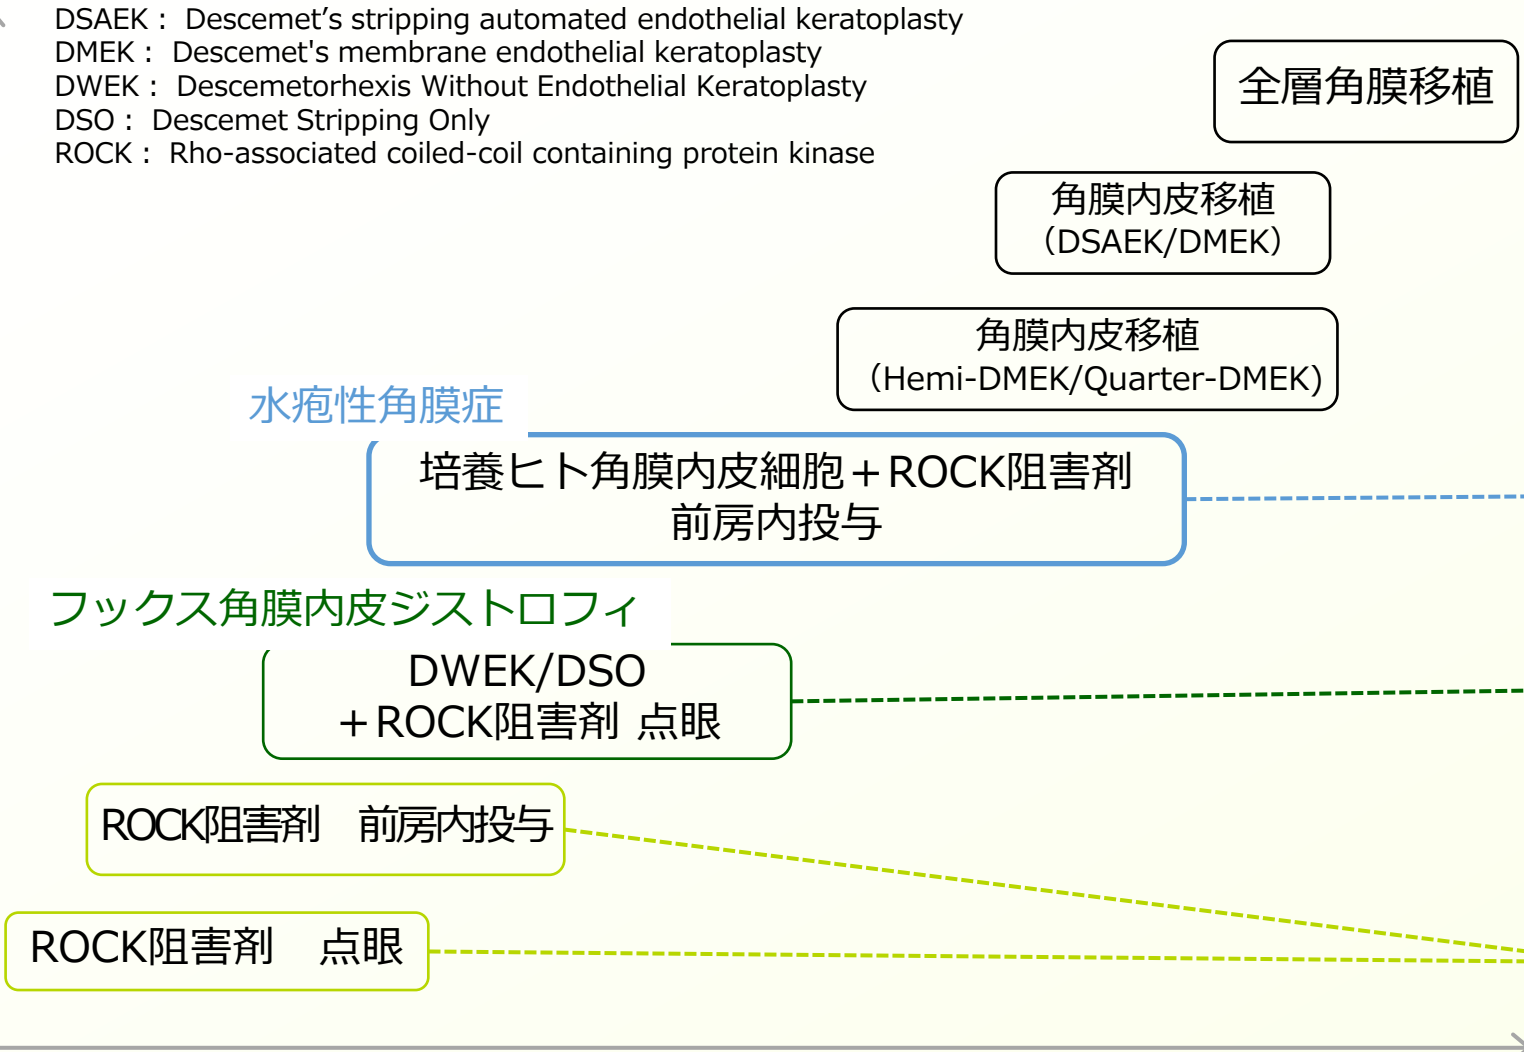 DSAEK： Descemet’s stripping automated endothelial keratoplasty
DMEK： Descemet's membrane endothelial keratoplasty
DWEK： Descemetorhexis Without Endothelial Keratoplasty
DSO： Descemet Stripping Only
ROCK： Rho-associated coiled-coil containing protein kinase
全層角膜移植
角膜内皮移植
（DSAEK/DMEK）
角膜内皮移植
（Hemi-DMEK/Quarter-DMEK)
水疱性角膜症
培養ヒト角膜内皮細胞＋ROCK阻害剤
前房内投与
フックス角膜内皮ジストロフィ
DWEK/DSO
＋ROCK阻害剤 点眼
ROCK阻害剤　前房内投与
ROCK阻害剤　点眼